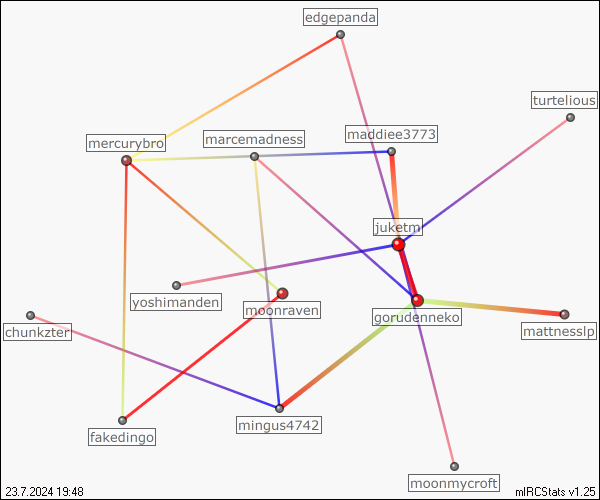 edgepanda
turtelious
maddiee3773
marcemadness
mercurybro
juketm
yoshimanden
moonraven
gorudenneko
chunkzter
mattnesslp
mingus4742
fakedingo
moonmycroft
23.7.2024 19:48
mIRCStats v1.25